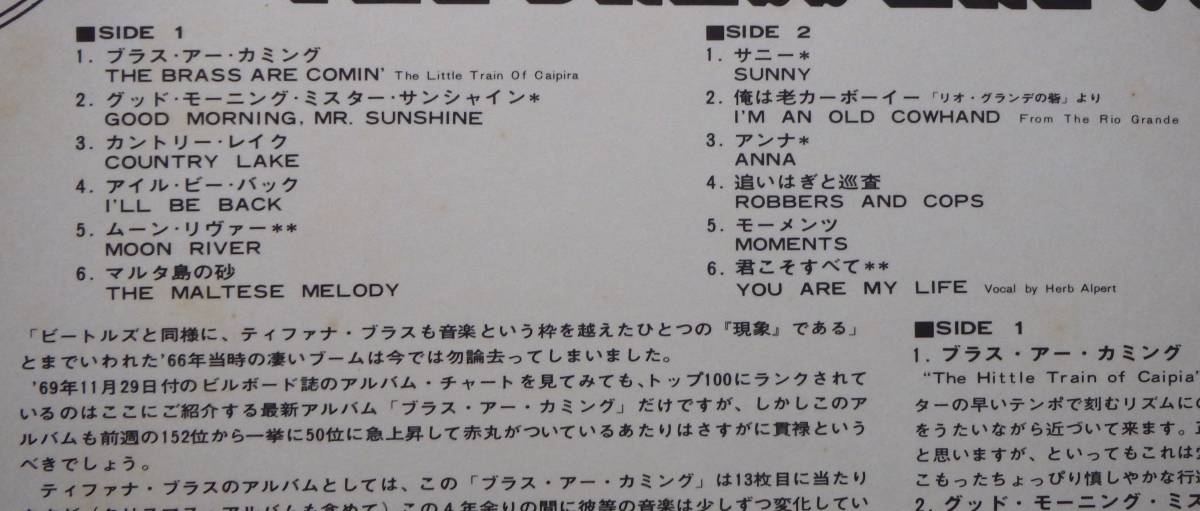 ■SIDE 1
1. ブラス・アー・カミング
THE BRASS ARE COMIN' The Little Train Of Caipira
2. グッド・モーニング・ミスター・サンシャイン*
GOOD MORNING, MR. SUNSHINE
3. カントリー・レイク
COUNTRY LAKE
4. アイル・ビー・バック
I'LL BE BACK
5. ムーン・リヴァー**
MOON RIVER
6. マルタ島の砂
THE MALTESE MELODY
■SIDE 2
1. サニー*
SUNNY
2. 俺は老カーボーイー「リオ・グランデの砦」より
I'M AN OLD COWHAND From The Rio Grande
3. アンナ*
ANNA
4. 追いはぎと巡査
ROBBERS AND COPS
5. モーメンツ
MOMENTS
6. 君こそすべて**
YOU ARE MY LIFE Vocal by Herb Alpert
「ビートルズと同様に、ティファナ・ブラスも音楽という枠を越えたひとつの『現象』である」
とまでいわれた'66年当時の凄いブームは今では勿論去ってしまいました。
'69年11月29日付のビルボード誌のアルバム・チャートを見てみても、トップ100にランクされて
いるのはここにご紹介する最新アルバム「ブラス・アー・カミング」だけですが、しかしこのア
ルバムも前週の152位から一挙に50位に急上昇して赤丸がついているあたりはさすがに貫禄という
べきでしょう。
ティファナ・ブラスのアルバムとしては、この「ブラス・アー・カミング」は13枚目に当たり
この4年余りの間に彼等の音楽は少しずつ変化してい
■SIDE 1
1. ブラス・アー・カミング
"The Hittle Train of Caipia"
ターの早いテンポで刻むリズムに
をうたいながら近づいて来ます。
と思いますが、といってもこれは
こもったちょっぴり慎しやかな行
2. グッド・モーニング・ミス